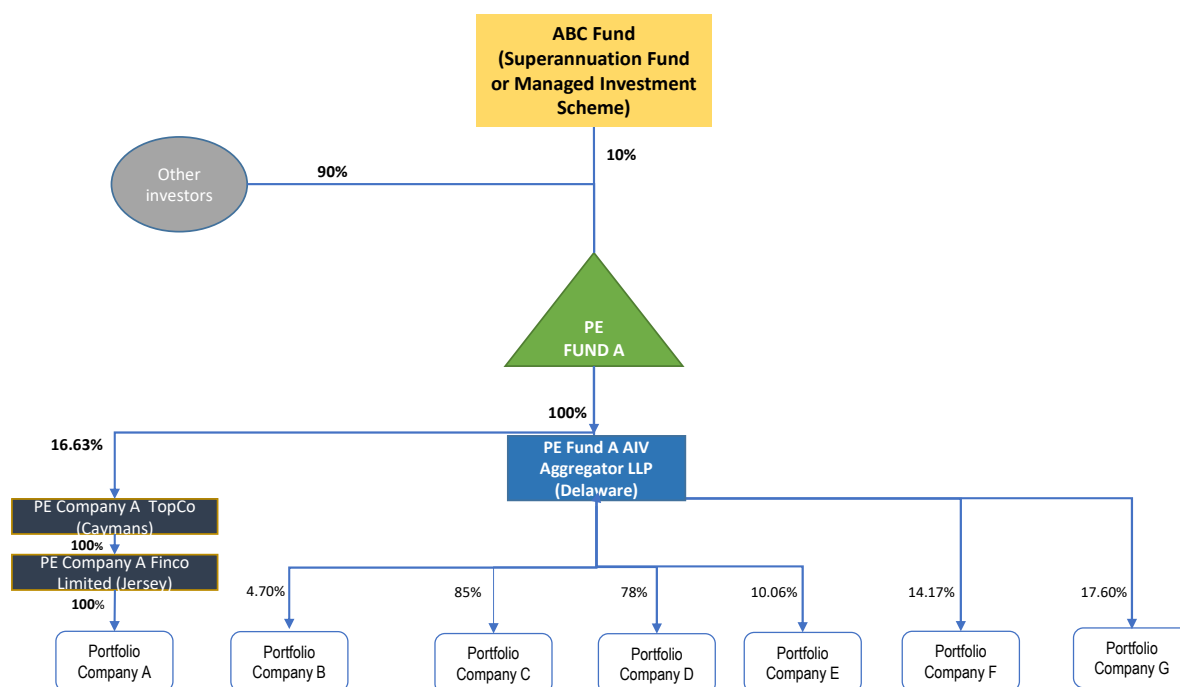 ABC Fund
(Superannuation Fund
or Managed Investment
Scheme)
10%
90%
Other
investors
PE
FUND A
100%
16.63%
PE Fund A AIV
Aggregator LLP
(Delaware)
PE Company A TopCo
(Caymans)
100%
PE Company A Finco
Limited (Jersey)
100%
4.70%
85%
78%
10.06%
14.17%
17.60%
Portfolio
Company A
Portfolio
Company B
Portfolio
Company C
Portfolio
Company D
Portfolio
Company E
Portfolio
Company F
Portfolio
Company G